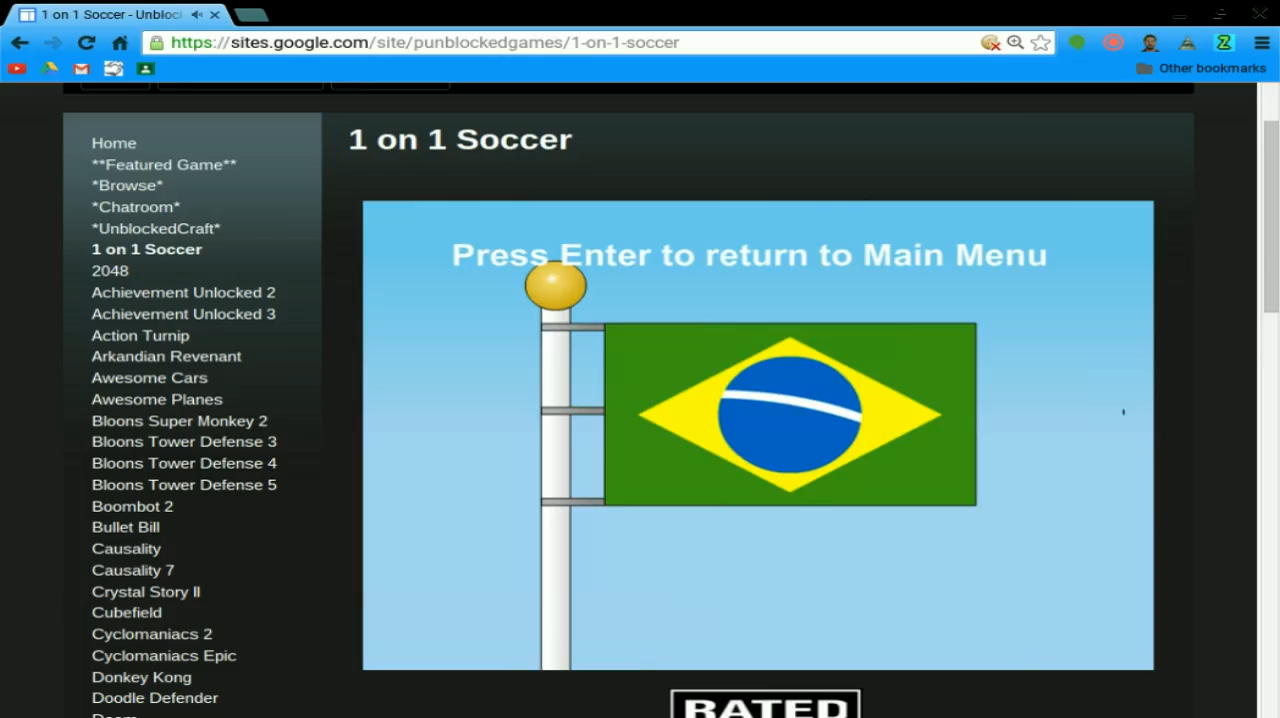 1 on 1 Soccer - Unbloc
https://sites.google.com/site/punblockedgames/1-on-1-soccer
Z
Other bookmarks
Home
**Featured Game**
*Browse*
*Chatroom*
*UnblockedCraft*
1 on 1 Soccer
2048
Achievement Unlocked 2
Achievement Unlocked 3
Action Turnip
Arkandian Revenant
Awesome Cars
Awesome Planes
Bloons Super Monkey 2
Bloons Tower Defense 3
Bloons Tower Defense 4
Bloons Tower Defense 5
Boombot 2
Bullet Bill
Causality
Causality 7
Crystal Story II
Cubefield
Cyclomaniacs 2
Cyclomaniacs Epic
Donkey Kong
Doodle Defender
1 on 1 Soccer
Press Enter to return to Main Menu
RATED